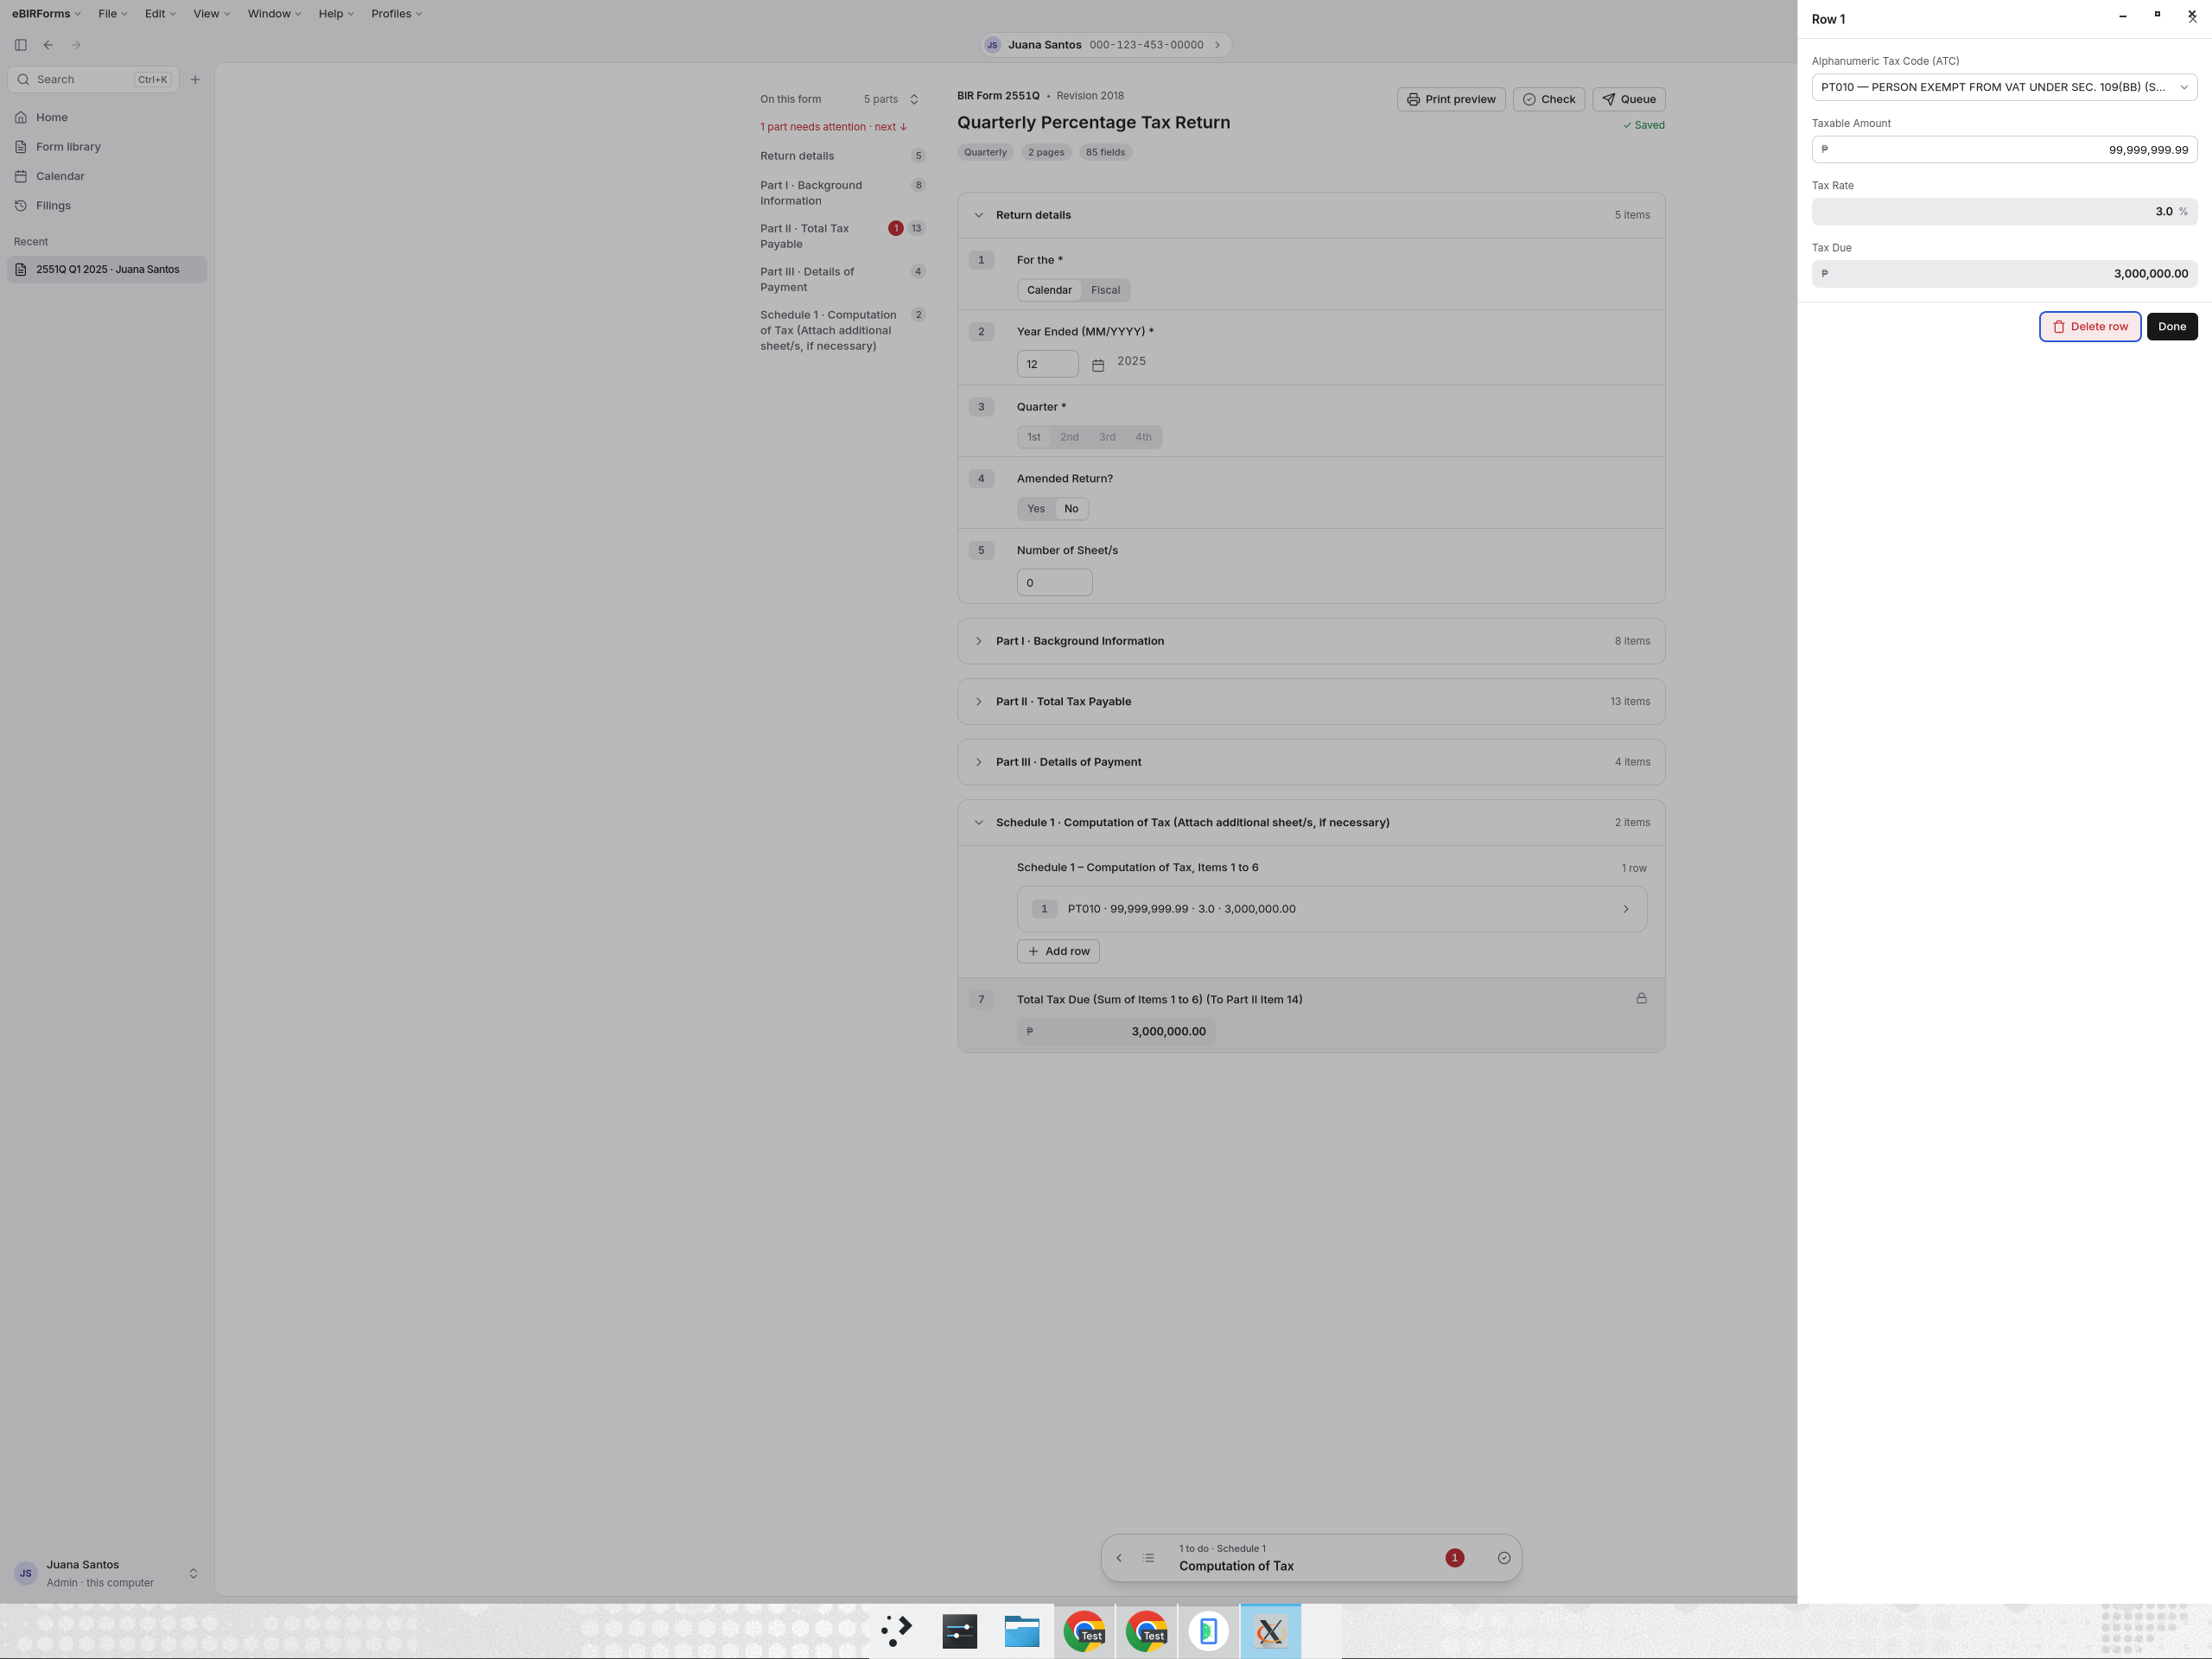 eBIRForms File Edit View Window Help Profiles
JS Juana Santos 000-123-453-00000
Search Ctrl+K
Home
Form library
Calendar
Filings
Recent
2551Q Q1 2025 · Juana Santos
JS Juana Santos
Admin · this computer
On this form 5 parts
1 part needs attention · next ↓
Return details 5
Part I · Background
Information 8
Part II · Total Tax
Payable 1 13
Part III · Details of
Payment 4
Schedule 1 · Computation
of Tax (Attach additional
sheet/s, if necessary) 2
BIR Form 2551Q • Revision 2018
Quarterly Percentage Tax Return
Quarterly 2 pages 85 fields
Print preview Check Queue
✓ Saved
Return details 5 items
1 For the *
Calendar Fiscal
2 Year Ended (MM/YYYY) *
12 2025
3 Quarter *
1st 2nd 3rd 4th
4 Amended Return?
Yes No
5 Number of Sheet/s
0
Part I · Background Information 8 items
Part II · Total Tax Payable 13 items
Part III · Details of Payment 4 items
Schedule 1 · Computation of Tax (Attach additional sheet/s, if necessary) 2 items
Schedule 1 – Computation of Tax, Items 1 to 6 1 row
1 PT010 · 99,999,999.99 · 3.0 · 3,000,000.00
+ Add row
7 Total Tax Due (Sum of Items 1 to 6) (To Part II Item 14)
₱ 3,000,000.00
1 to do · Schedule 1
Computation of Tax 1
Row 1
Alphanumeric Tax Code (ATC)
PT010 — PERSON EXEMPT FROM VAT UNDER SEC. 109(BB) (S...
Taxable Amount
₱ 99,999,999.99
Tax Rate
3.0 %
Tax Due
₱ 3,000,000.00
Delete row Done
Test Test